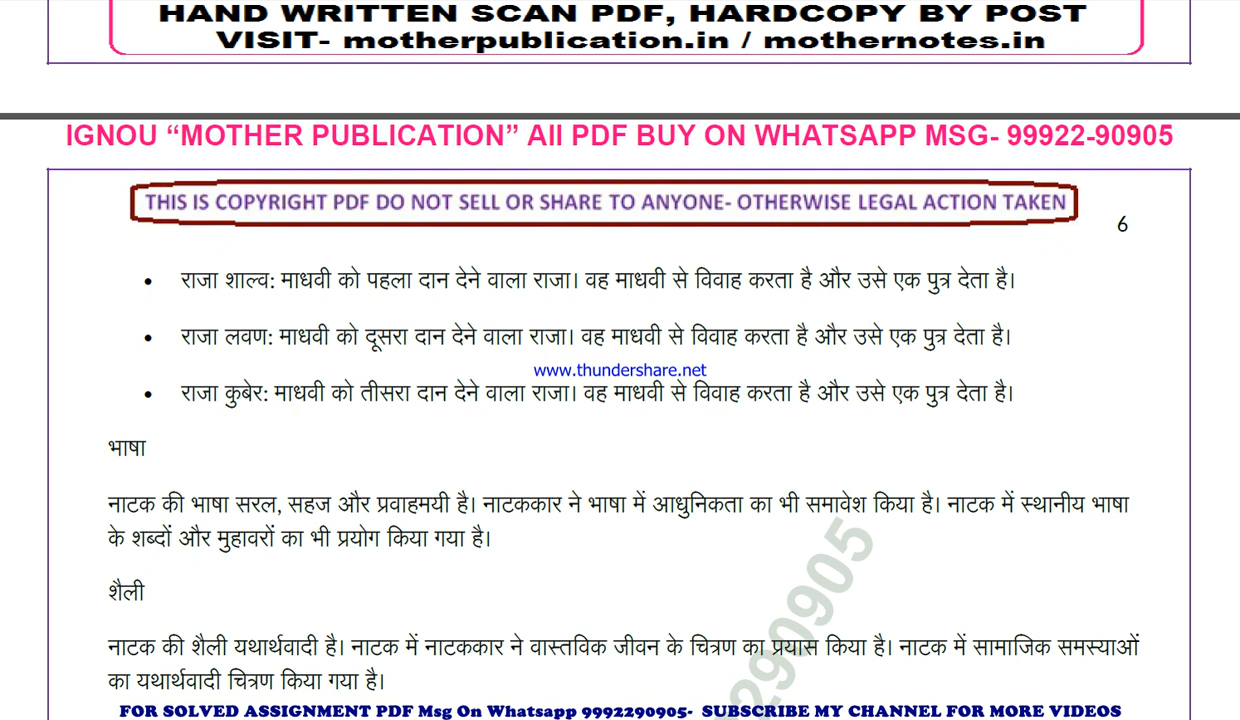 HAND WRITTEN SCAN PDF, HARDCOPY BY POST
VISIT- motherpublication.in / mothernotes.in
IGNOU “MOTHER PUBLICATION” All PDF BUY ON WHATSAPP MSG- 99922-90905
THIS IS COPYRIGHT PDF DO NOT SELL OR SHARE TO ANYONE- OTHERWISE LEGAL ACTION TAKEN
6
• राजा शाल्व: माधवी को पहला दान देने वाला राजा। वह माधवी से विवाह करता है और उसे एक पुत्र देता है।
• राजा लवण: माधवी को दूसरा दान देने वाला राजा। वह माधवी से विवाह करता है और उसे एक पुत्र देता है।
www.thundershare.net
• राजा कुबेर: माधवी को तीसरा दान देने वाला राजा। वह माधवी से विवाह करता है और उसे एक पुत्र देता है।
भाषा
नाटक की भाषा सरल, सहज और प्रवाहमयी है। नाटककार ने भाषा में आधुनिकता का भी समावेश किया है। नाटक में स्थानीय भाषा
के शब्दों और मुहावरों का भी प्रयोग किया गया है।
शैली
नाटक की शैली यथार्थवादी है। नाटक में नाटककार ने वास्तविक जीवन के चित्रण का प्रयास किया है। नाटक में सामाजिक समस्याओं
का यथार्थवादी चित्रण किया गया है।
290905
FOR SOLVED ASSIGNMENT PDF Msg On Whatsapp 9992290905- SUBSCRIBE MY CHANNEL FOR MORE VIDEOS